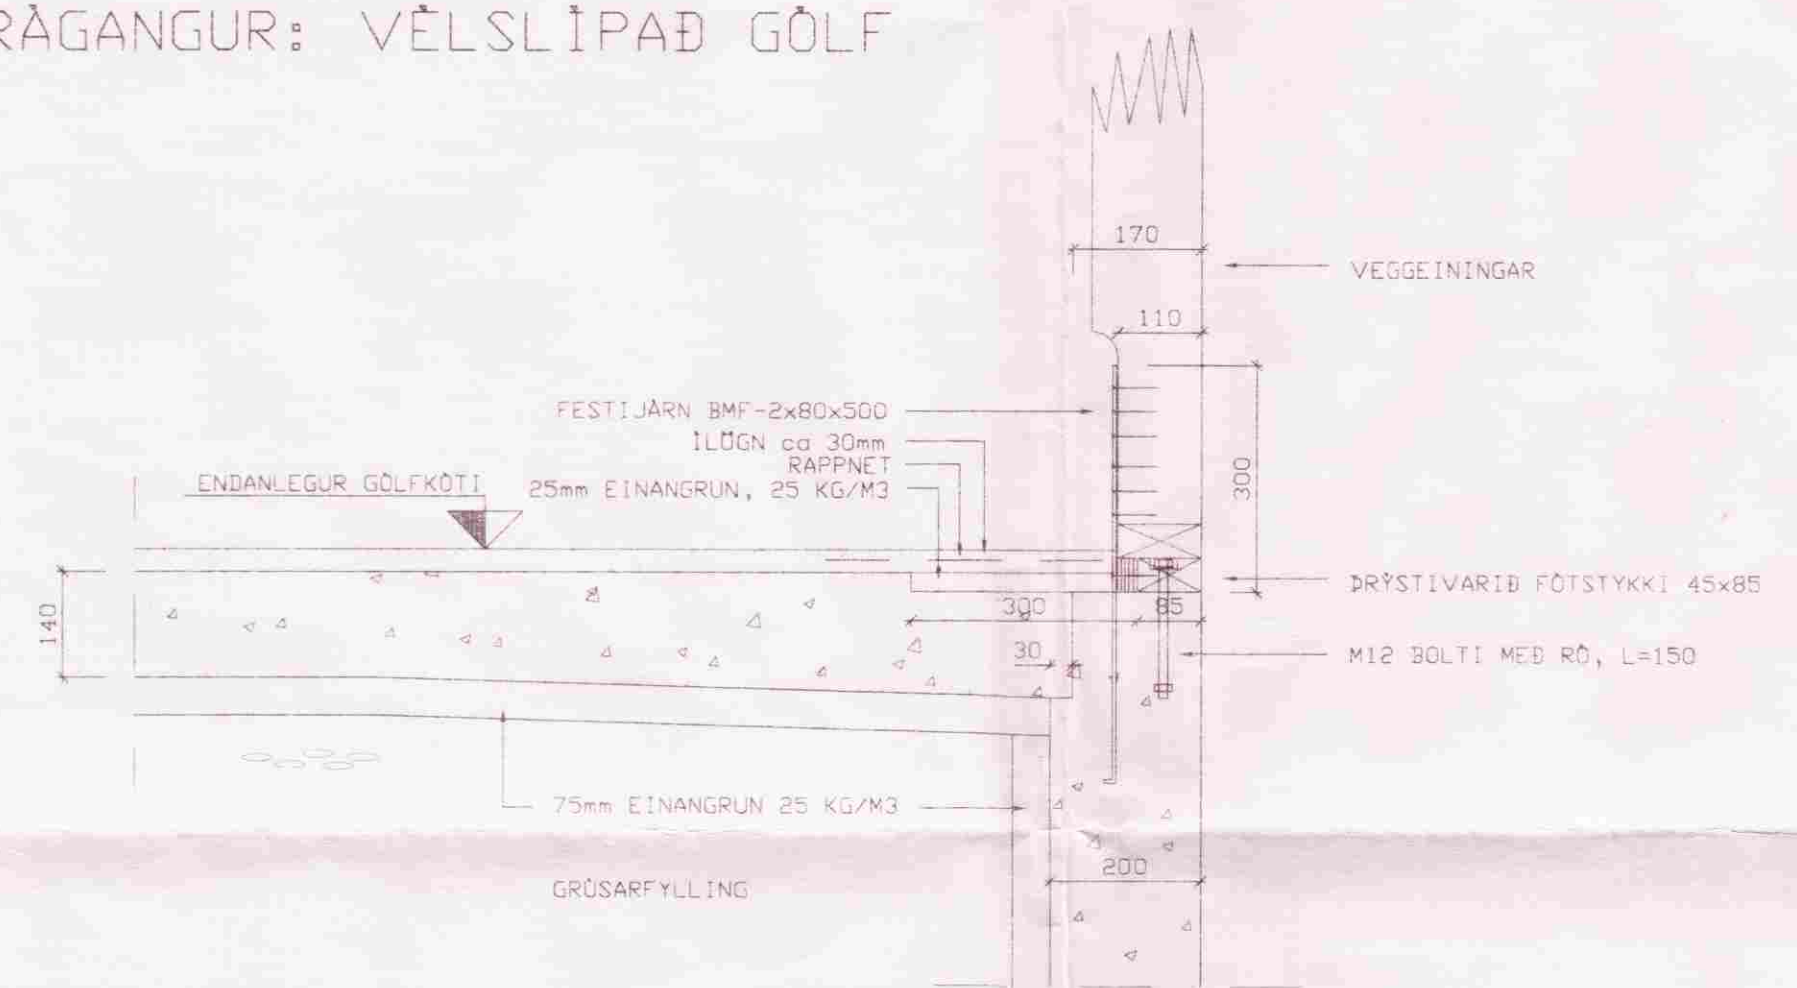 RÁGANGUR: VÉLSLÍPAÐ GÓLF
170
VEGGEININGAR
110
FESTIJÁRN BMF-2x80x500
ÍLÖGN ca 30mm
RAPPNET
25mm EINANGRUN, 25 KG/M3
ENDANLEGUR GÓLFKÓTI
300
140
ÞRÝSTIVARIÐ FÓTSTYKKI 45x85
300
85
30
M12 BOLTI MEÐ RÓ, L=150
75mm EINANGRUN 25 KG/M3
200
GRÚSARFYLLING